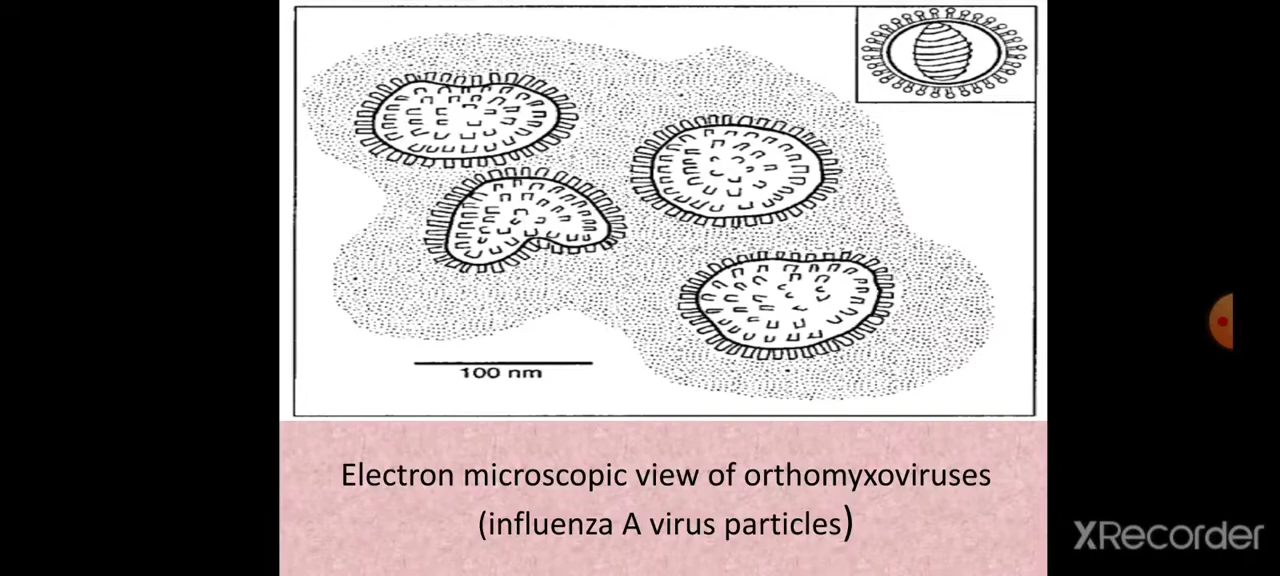 100 nm
Electron microscopic view of orthomyxoviruses
(influenza A virus particles)
XRecorder